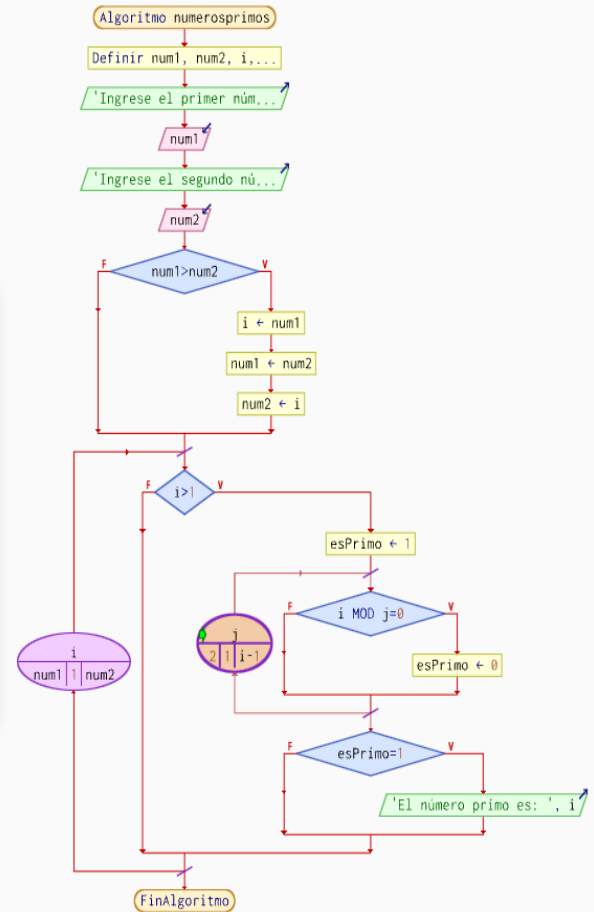 Algoritmo numerosprimos
Definir num1, num2, i,...
'Ingrese el primer núm...
num1
'Ingrese el segundo nú...
num2
F
num1>num2
V
i ← num1
num1 ← num2
num2 ← i
F
i>1
V
esPrimo ← 1
F
i MOD j=0
V
j
2 1 i-1
esPrimo ← 0
i
num1 1 num2
F
esPrimo=1
V
'El número primo es: ', i
FinAlgoritmo